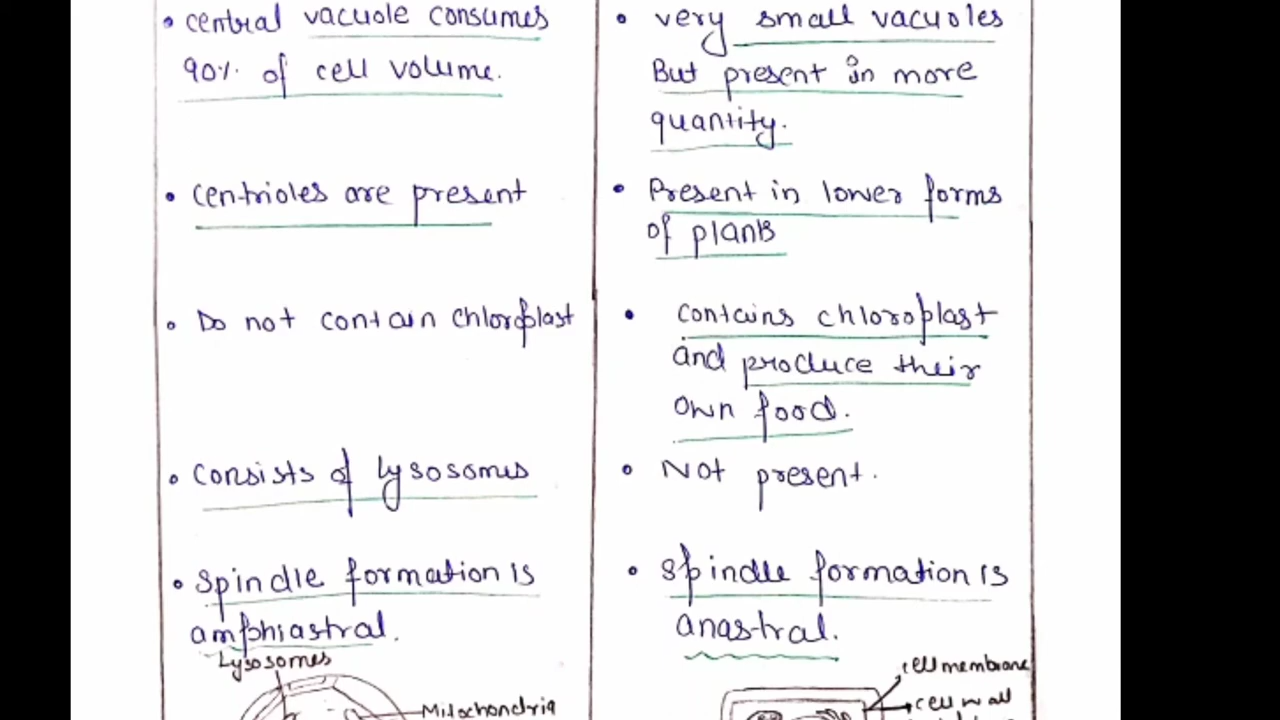 • central vacuole consumes
90% of cell volume.
• centrioles are present
• Do not contain chloroplast
• consists of lysosomes
• spindle formation is
amphiastral.
Lysosomes
Mitochondria
• very small vacuoles
But present in more
quantity.
• Present in lower forms
of plants
• contains chloroplast
and produce their
own food.
• Not present.
• spindle formation is
anastral.
cell membrane
cell wall